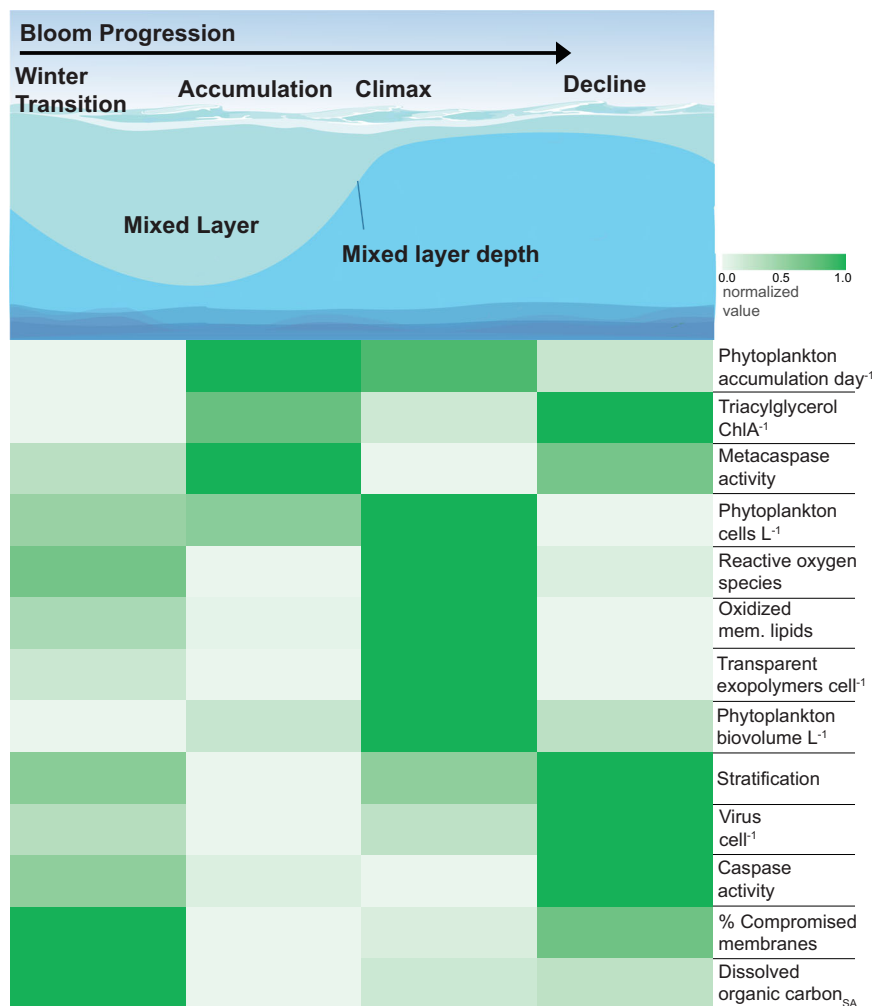 Bloom Progression
Winter
Transition
Accumulation
Climax
Decline
Mixed Layer
Mixed layer depth
0.0 0.5 1.0
normalized
value
Phytoplankton
accumulation day⁻¹
Triacylglycerol
ChlA⁻¹
Metacaspase
activity
Phytoplankton
cells L⁻¹
Reactive oxygen
species
Oxidized
mem. lipids
Transparent
exopolymers cell⁻¹
Phytoplankton
biovolume L⁻¹
Stratification
Virus
cell⁻¹
Caspase
activity
% Compromised
membranes
Dissolved
organic carbon_SA